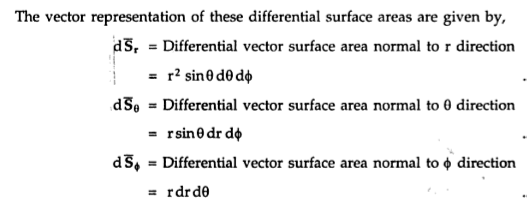 The vector representation of these differential surface areas are given by,
dS̅ᵣ = Differential vector surface area normal to r direction
= r² sinθ dθ dϕ
dS̅_θ = Differential vector surface area normal to θ direction
= r sinθ dr dϕ
dS̅_ϕ = Differential vector surface area normal to ϕ direction
= r dr dθ